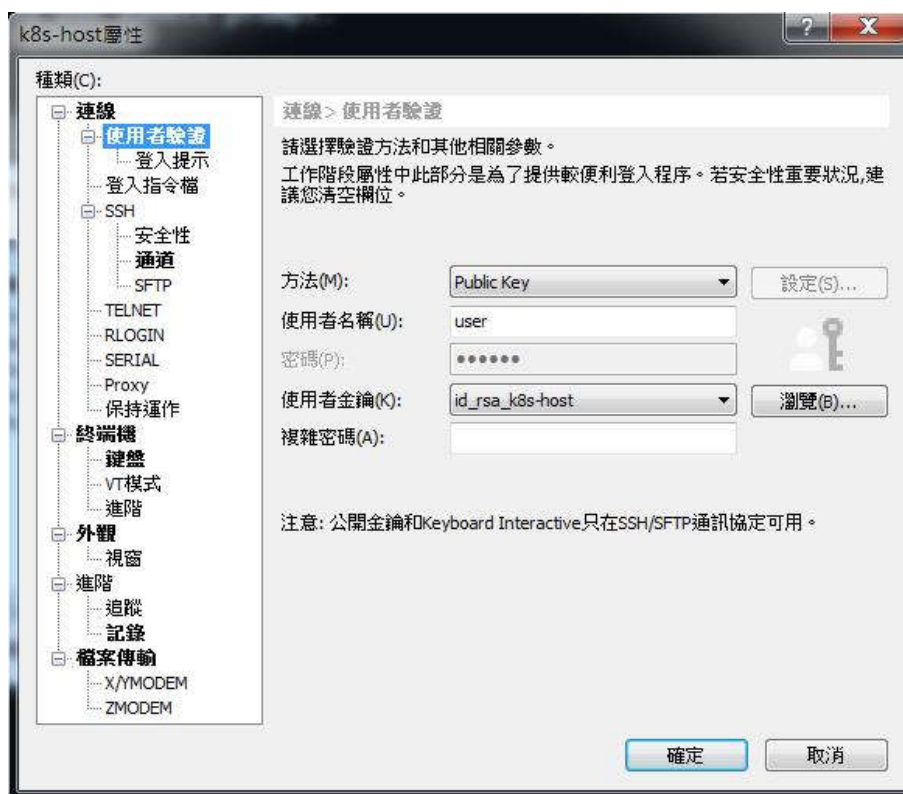 k8s-host屬性
種類(C):
連線
使用者驗證
登入提示
登入指令檔
SSH
安全性
通道
SFTP
TELNET
RLOGIN
SERIAL
Proxy
保持運作
終端機
鍵盤
VT模式
進階
外觀
視窗
進階
追蹤
記錄
檔案傳輸
X/YMODEM
ZMODEM
連線 > 使用者驗證
請選擇驗證方法和其他相關參數。
工作階段屬性中此部分是為了提供較便利登入程序。若安全性重要狀況,建
議您清空欄位。
方法(M): Public Key 設定(S)...
使用者名稱(U): user
密碼(P): ●●●●●●
使用者金鑰(K): id_rsa_k8s-host 瀏覽(B)...
複雜密碼(A):
注意: 公開金鑰和Keyboard Interactive只在SSH/SFTP通訊協定可用。
確定 取消